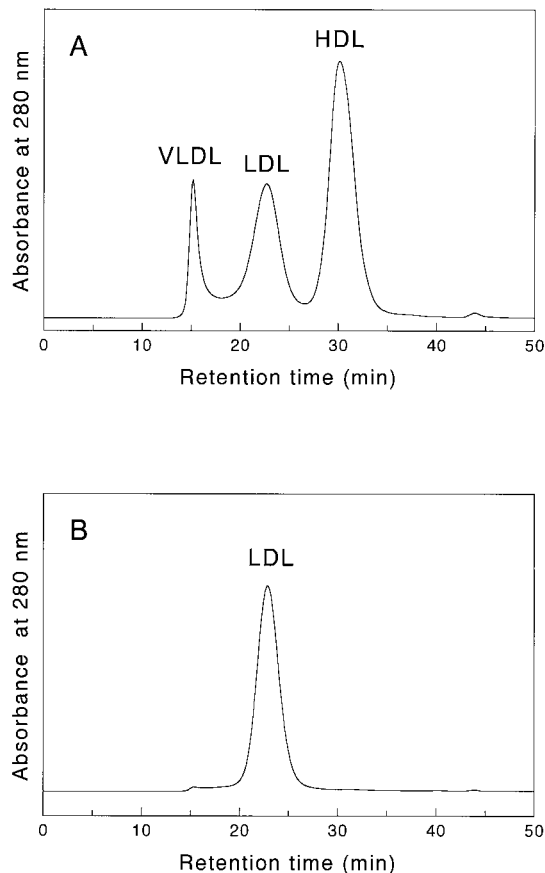 A
HDL
VLDL
LDL
Absorbance at 280 nm
0 10 20 30 40 50
Retention time (min)
B
LDL
Absorbance at 280 nm
0 10 20 30 40 50
Retention time (min)